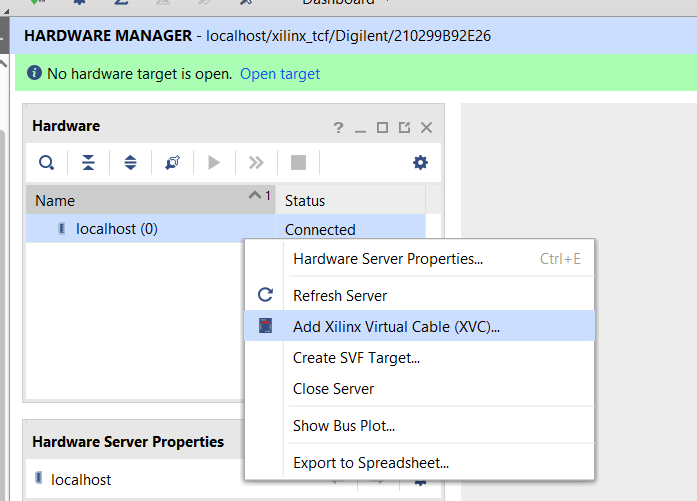 Dashboard
HARDWARE MANAGER - localhost/xilinx_tcf/Digilent/210299B92E26
No hardware target is open. Open target
Hardware
Name 1 Status
localhost (0) Connected
Hardware Server Properties... Ctrl+E
Refresh Server
Add Xilinx Virtual Cable (XVC)...
Create SVF Target...
Close Server
Show Bus Plot...
Export to Spreadsheet...
Hardware Server Properties
localhost